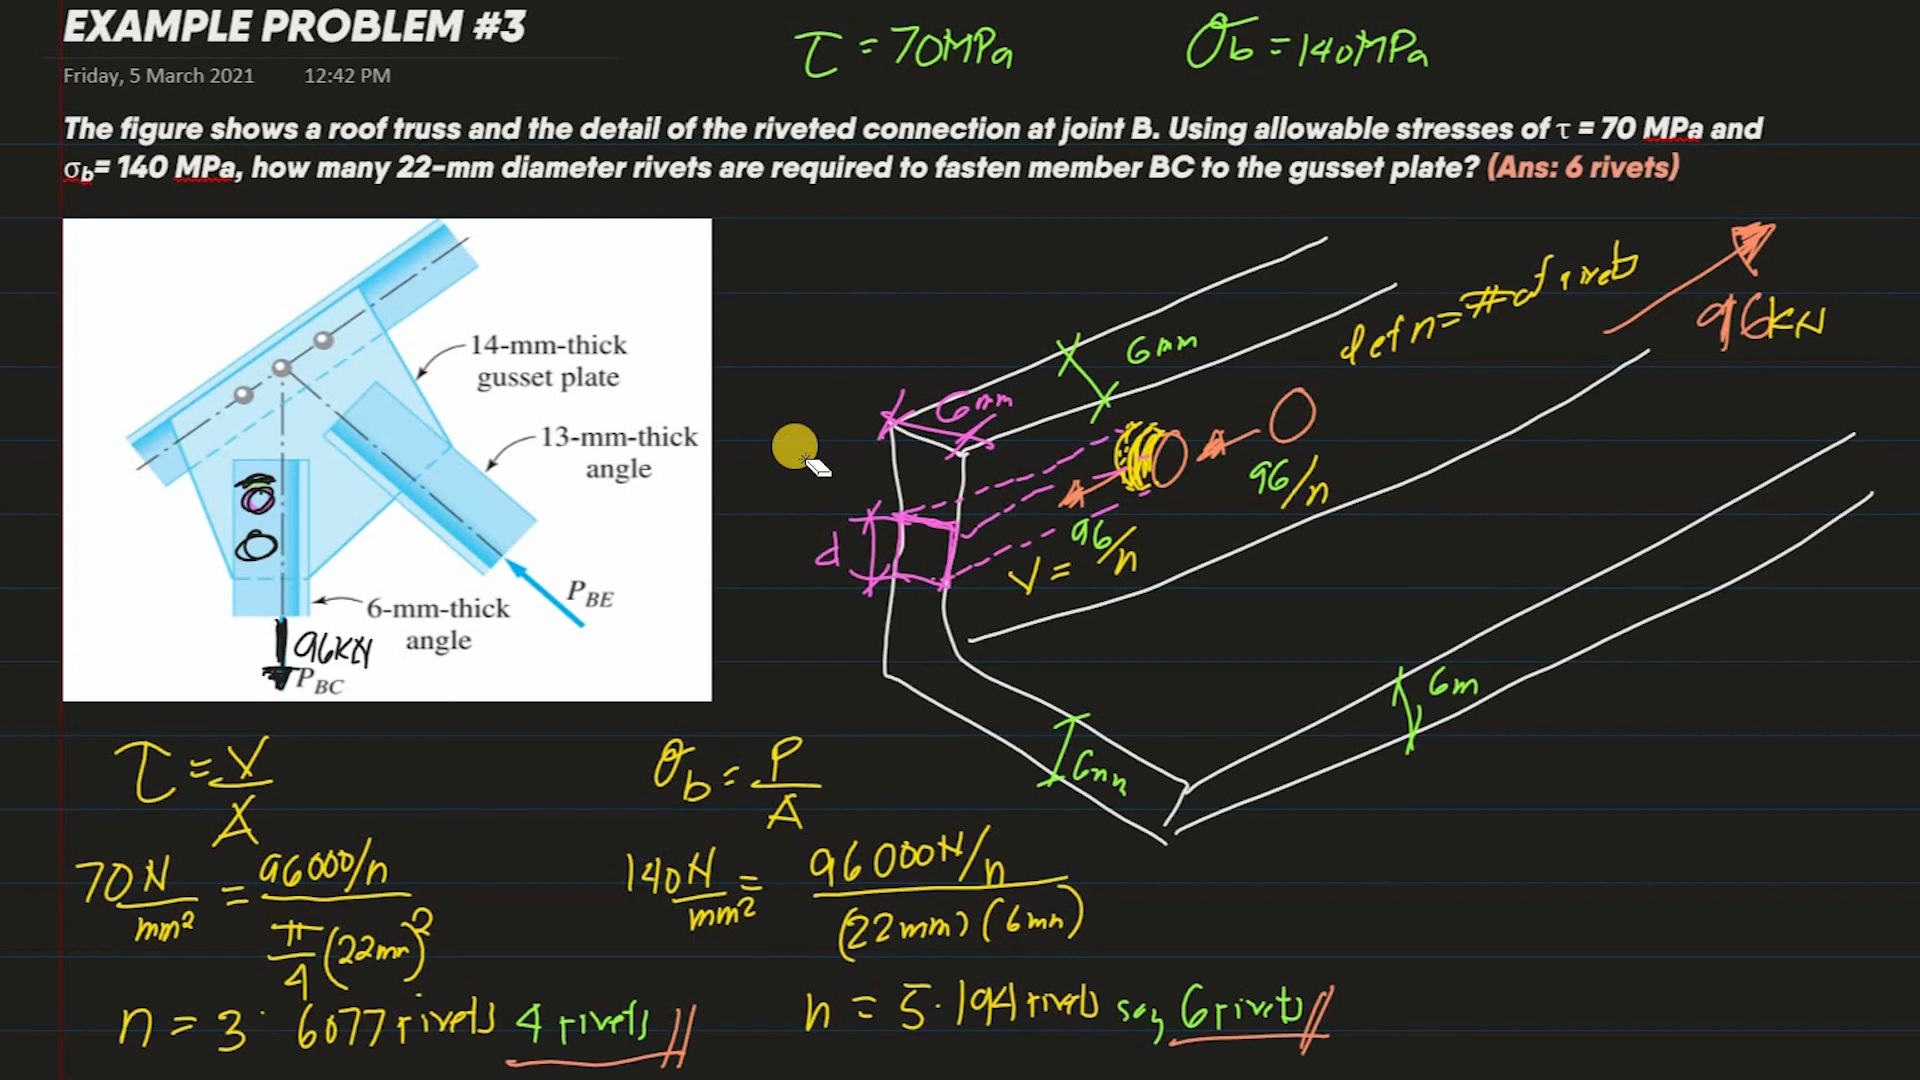 EXAMPLE PROBLEM #3
Friday, 5 March 2021 12:42 PM
τ = 70MPa σb = 140MPa
The figure shows a roof truss and the detail of the riveted connection at joint B. Using allowable stresses of τ = 70 MPa and
σb= 140 MPa, how many 22-mm diameter rivets are required to fasten member BC to the gusset plate? (Ans: 6 rivets)
14-mm-thick
gusset plate
13-mm-thick
angle
PBE
6-mm-thick
angle
96kN
PBC
let n = # of rivets
96kN
6mm
6mm
96/n
96/n
V =
d
6m
6mm
τ = V/A
70N/mm² = 96000/n / π/4 (22mm)²
n = 3.6077 rivets 4 rivets
σb = P/A
140N/mm² = 96000N/n / (22mm)(6mm)
n = 5.194 rivets say 6 rivets